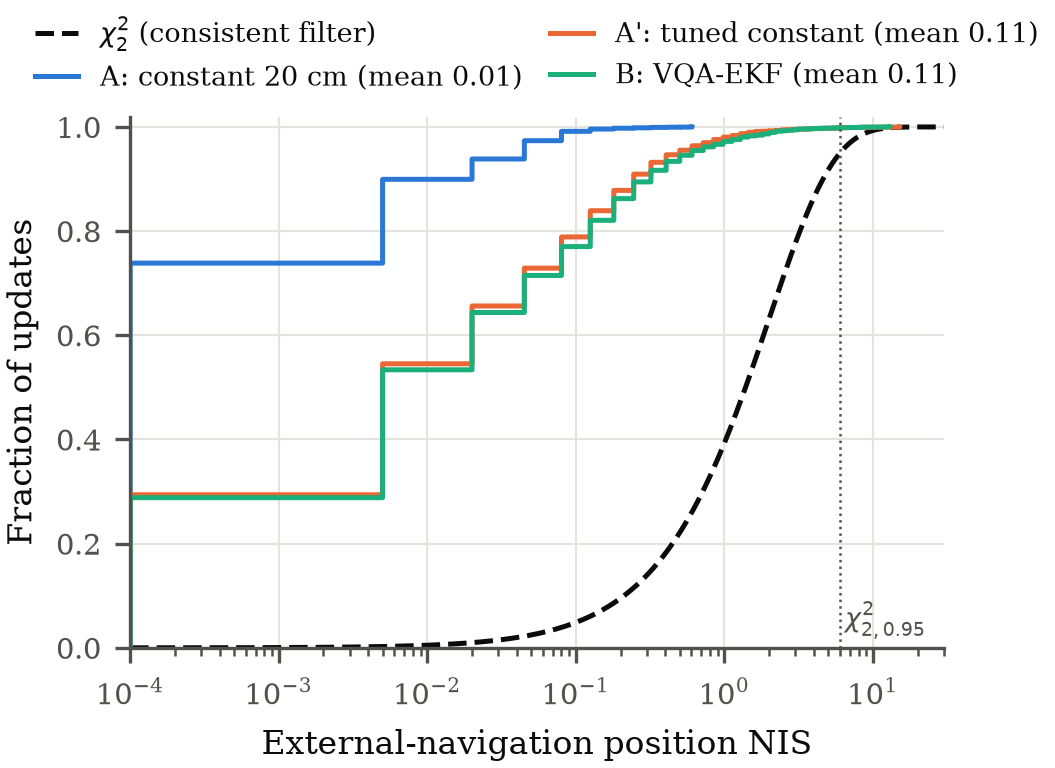 χ²₂ (consistent filter)
A: constant 20 cm (mean 0.01)
A': tuned constant (mean 0.11)
B: VQA-EKF (mean 0.11)
1.0
0.8
0.6
0.4
0.2
0.0
Fraction of updates
χ²₂,₀.₉₅
10⁻⁴ 10⁻³ 10⁻² 10⁻¹ 10⁰ 10¹
External-navigation position NIS